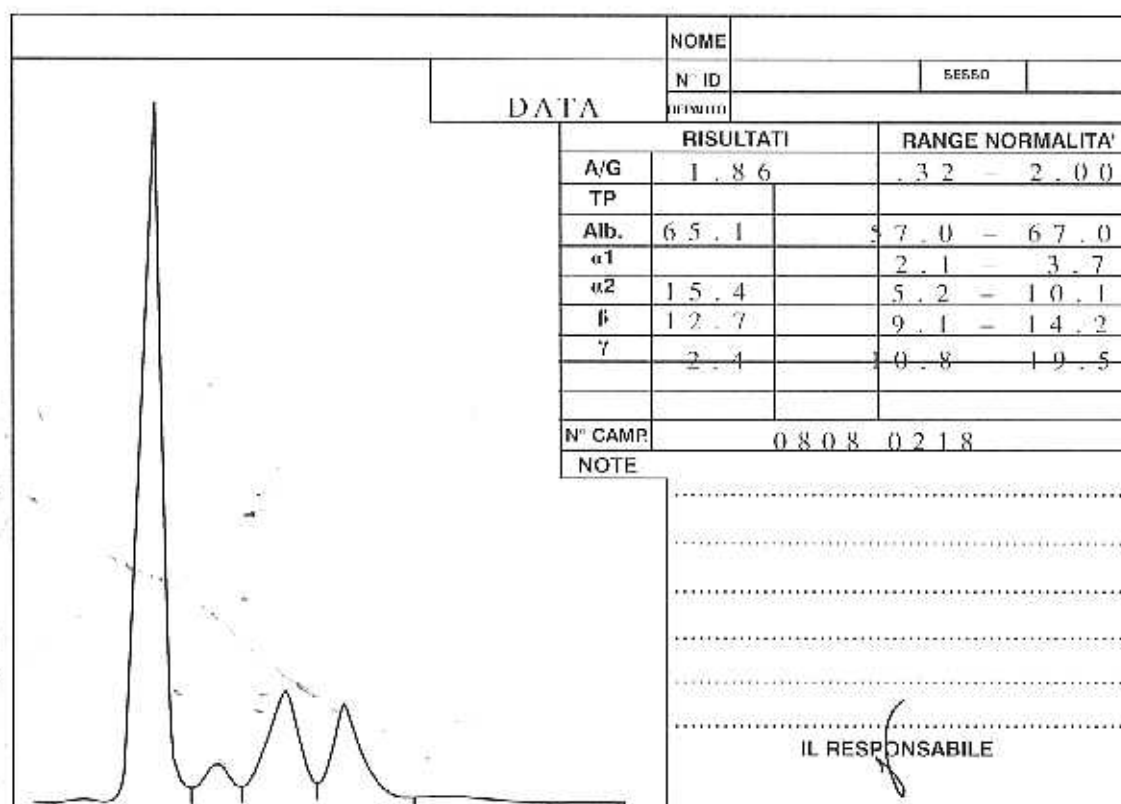 NOME
N° ID SESSO
DATA
RISULTATI RANGE NORMALITA'
A/G 1.86 .32 - 2.00
TP
Alb. 65.1 57.0 - 67.0
α1 2.1 - 3.7
α2 15.4 5.2 - 10.1
β 12.7 9.1 - 14.2
γ 2.4 10.8 19.5
N° CAMP. 0808 0218
NOTE
IL RESPONSABILE